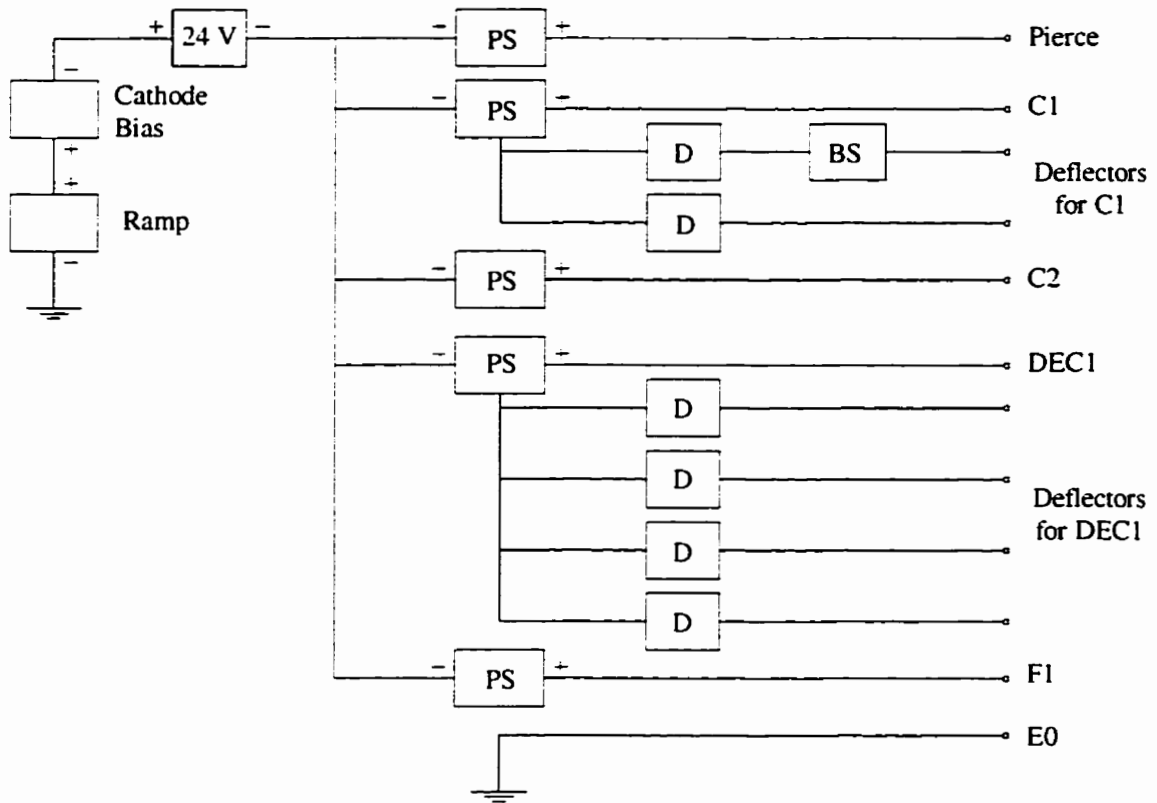 + 24 V - - PS + Pierce
-
Cathode
Bias
- PS + C1
D BS
Deflectors
for C1
+
+
Ramp
D
-
- PS + C2
- PS + DEC1
D
D
Deflectors
for DEC1
D
D
- PS + F1
E0